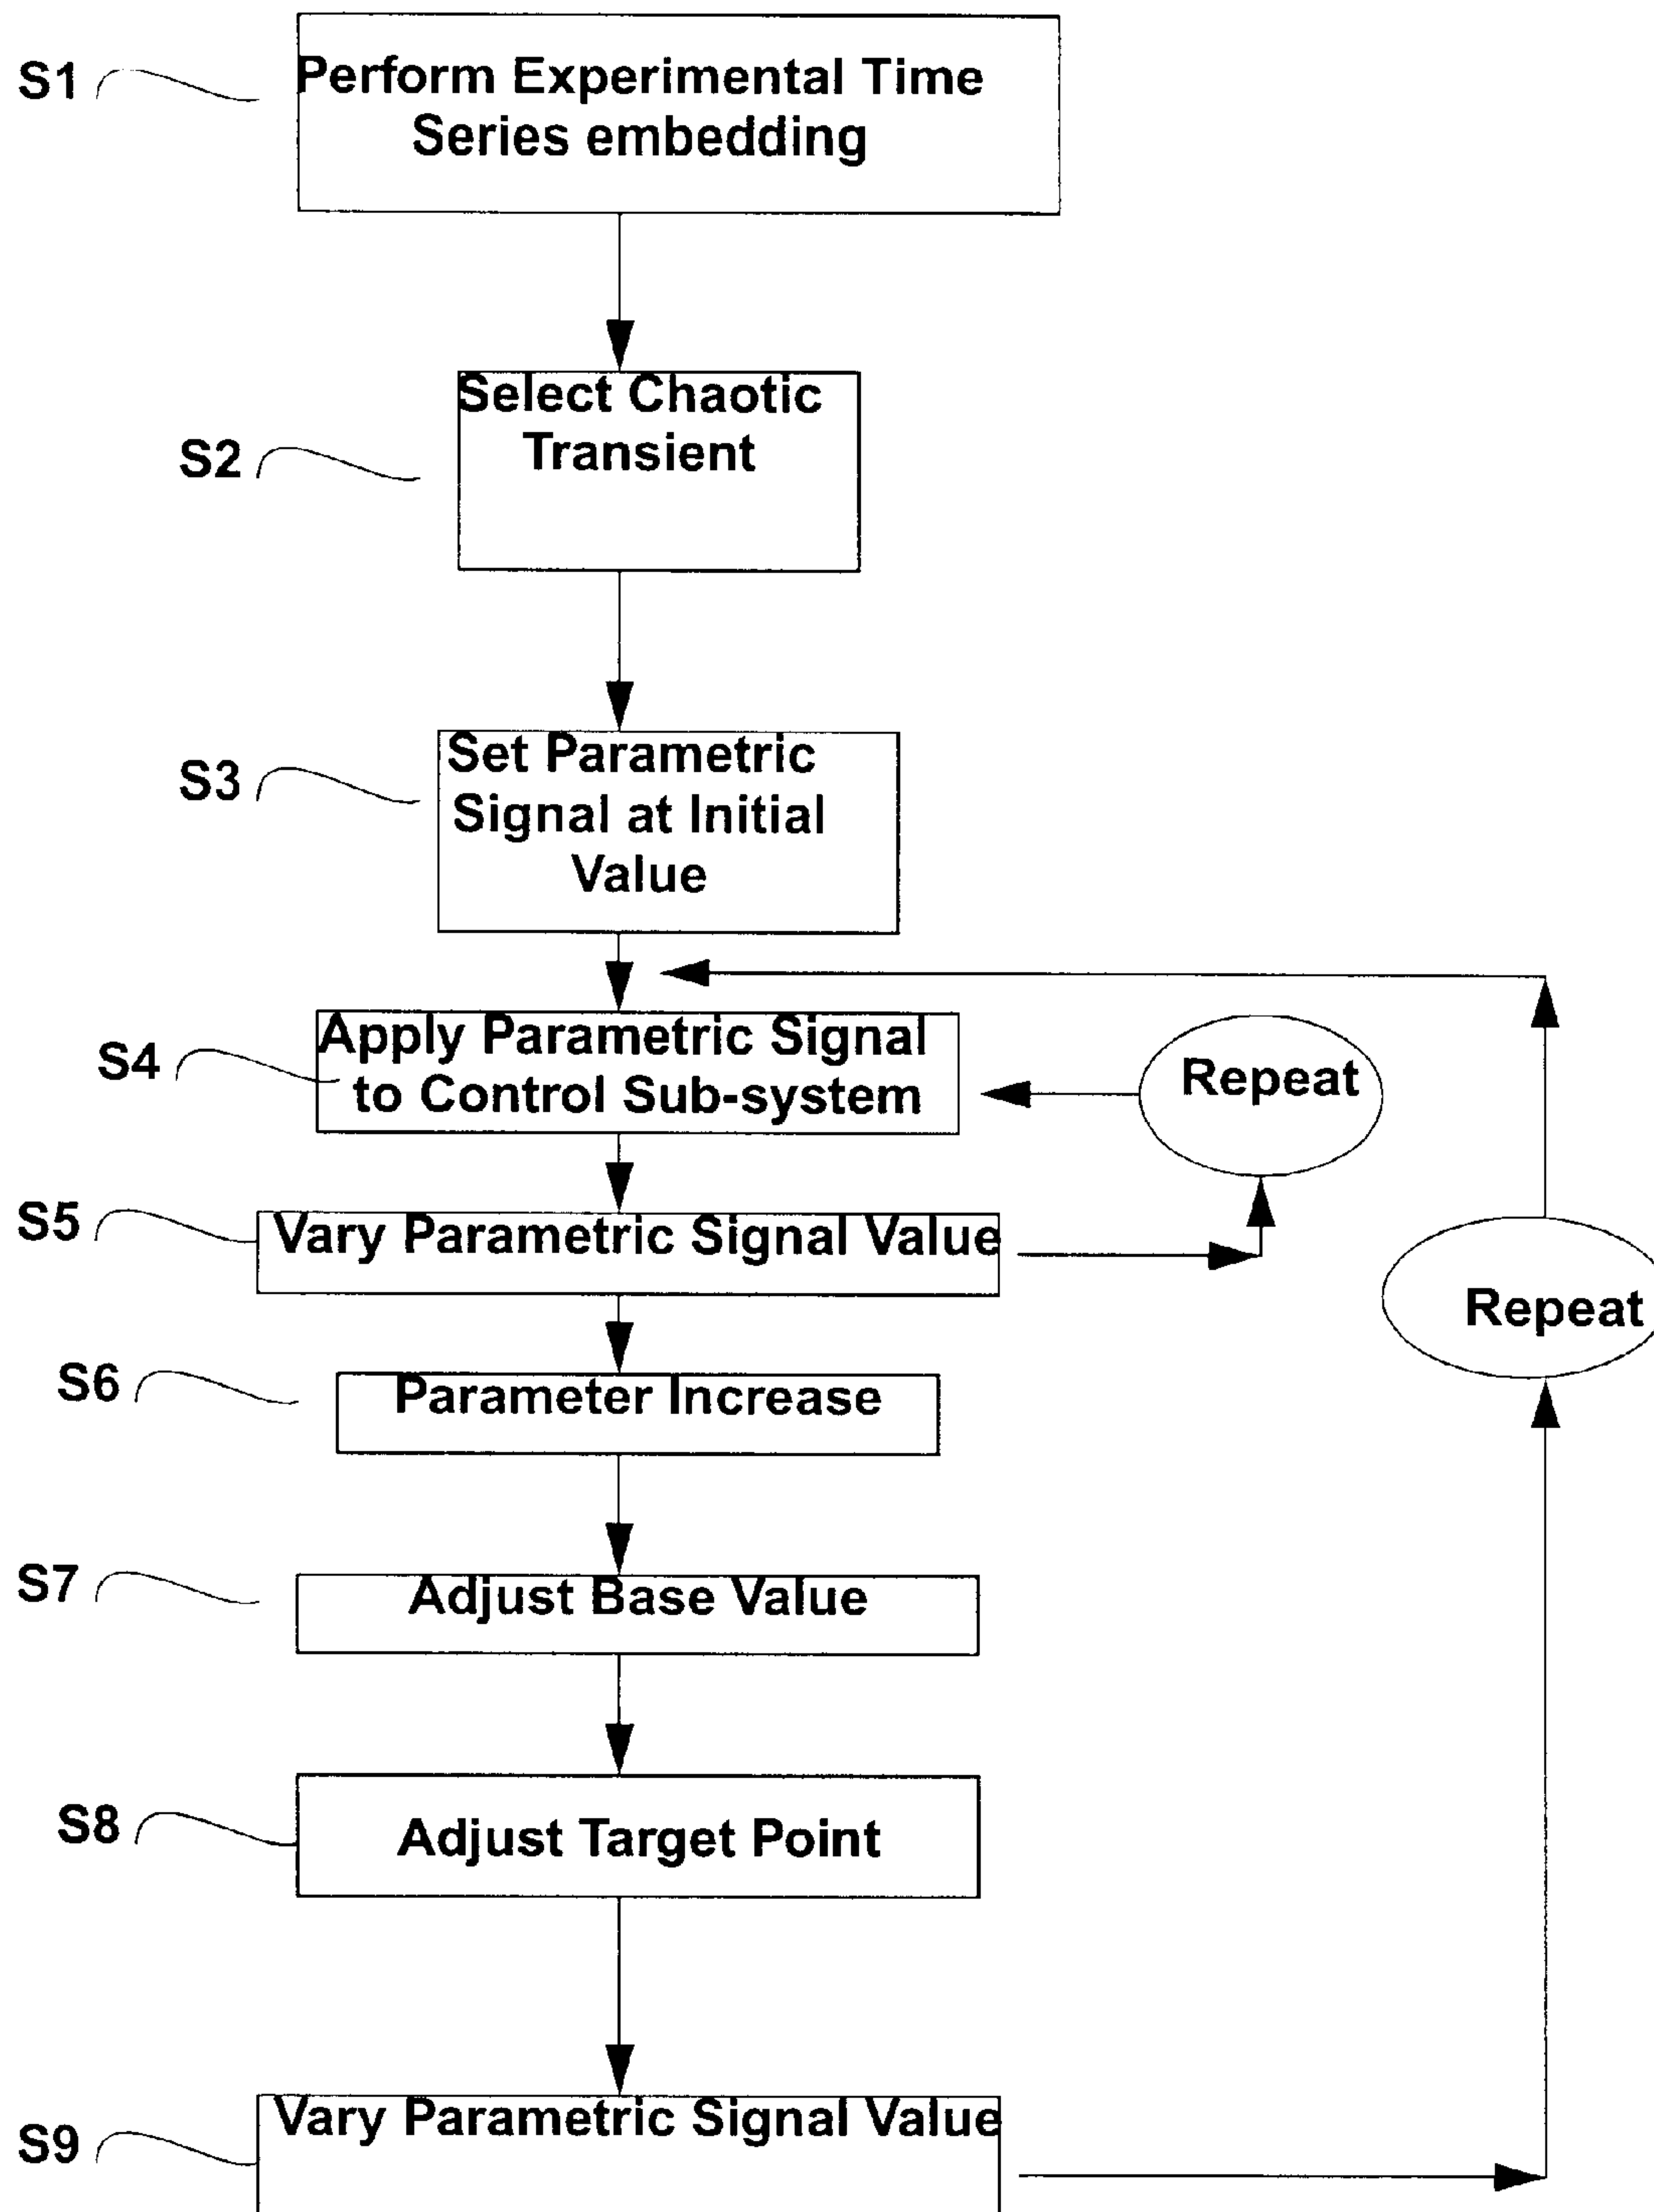 S1
Perform Experimental Time
Series embedding
S2
Select Chaotic
Transient
S3
Set Parametric
Signal at Initial
Value
S4
Apply Parametric Signal
to Control Sub-system
Repeat
S5
Vary Parametric Signal Value
Repeat
S6
Parameter Increase
S7
Adjust Base Value
S8
Adjust Target Point
S9
Vary Parametric Signal Value